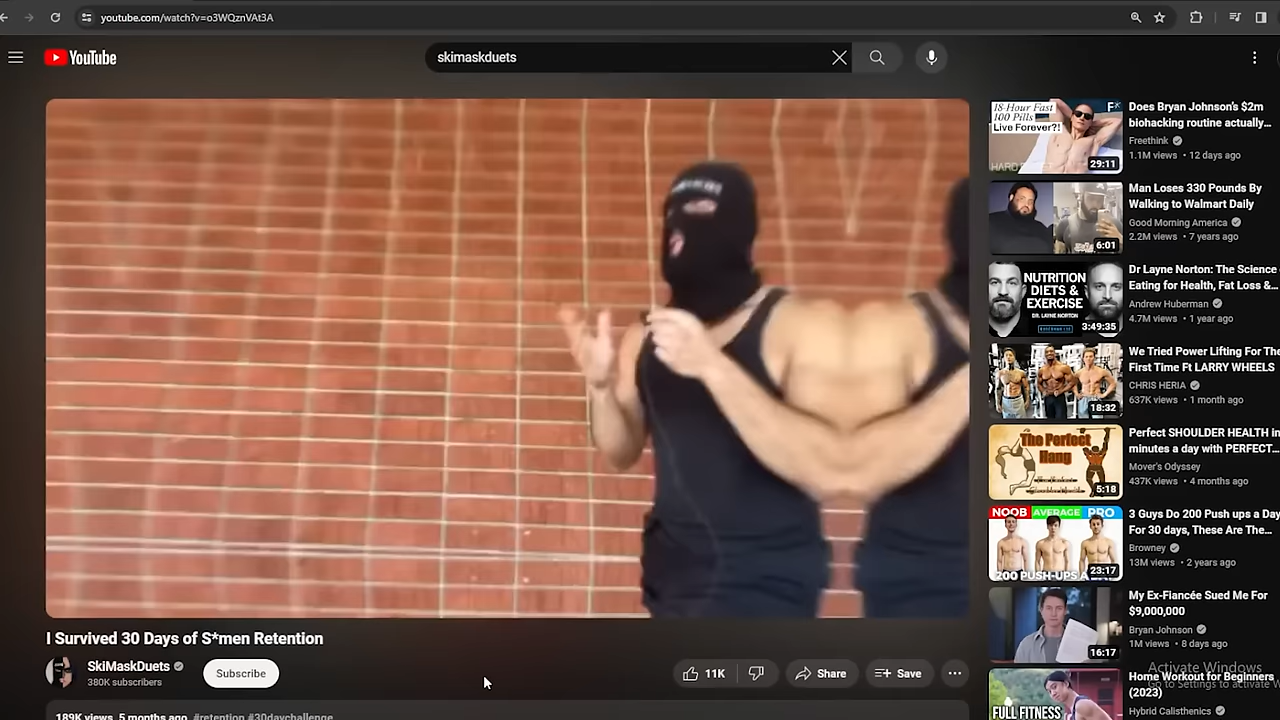 youtube.com/watch?v=o3WQznVAt3A
YouTube
skimaskduets
I Survived 30 Days of S*men Retention
SkiMaskDuets
380K subscribers
Subscribe
11K
Share
Save
189K views 5 months ago #retention #30daychallenge
18-Hour Fast
100 Pills
Live Forever?!
HARD RESET
29:11
Does Bryan Johnson's $2m
biohacking routine actually…
Freethink
1.1M views • 12 days ago
6:01
Man Loses 330 Pounds By
Walking to Walmart Daily
Good Morning America
2.2M views • 7 years ago
NUTRITION
DIETS &
EXERCISE
DR. LAYNE NORTON
3:49:35
Dr Layne Norton: The Science
Eating for Health, Fat Loss &…
Andrew Huberman
4.7M views • 1 year ago
18:32
We Tried Power Lifting For The
First Time Ft LARRY WHEELS
CHRIS HERIA
637K views • 1 month ago
The Perfect
Hang
5:18
Perfect SHOULDER HEALTH in
minutes a day with PERFECT…
Mover's Odyssey
437K views • 4 months ago
NOOB AVERAGE PRO
200 PUSH-UPS A
23:17
3 Guys Do 200 Push ups a Day
For 30 days, These Are The…
Browney
13M views • 2 years ago
16:17
My Ex-Fiancée Sued Me For
$9,000,000
Bryan Johnson
1M views • 8 days ago
FULL FITNESS
Home Workout for Beginners
(2023)
Hybrid Calisthenics
Activate Windows
Go to Settings to activate W